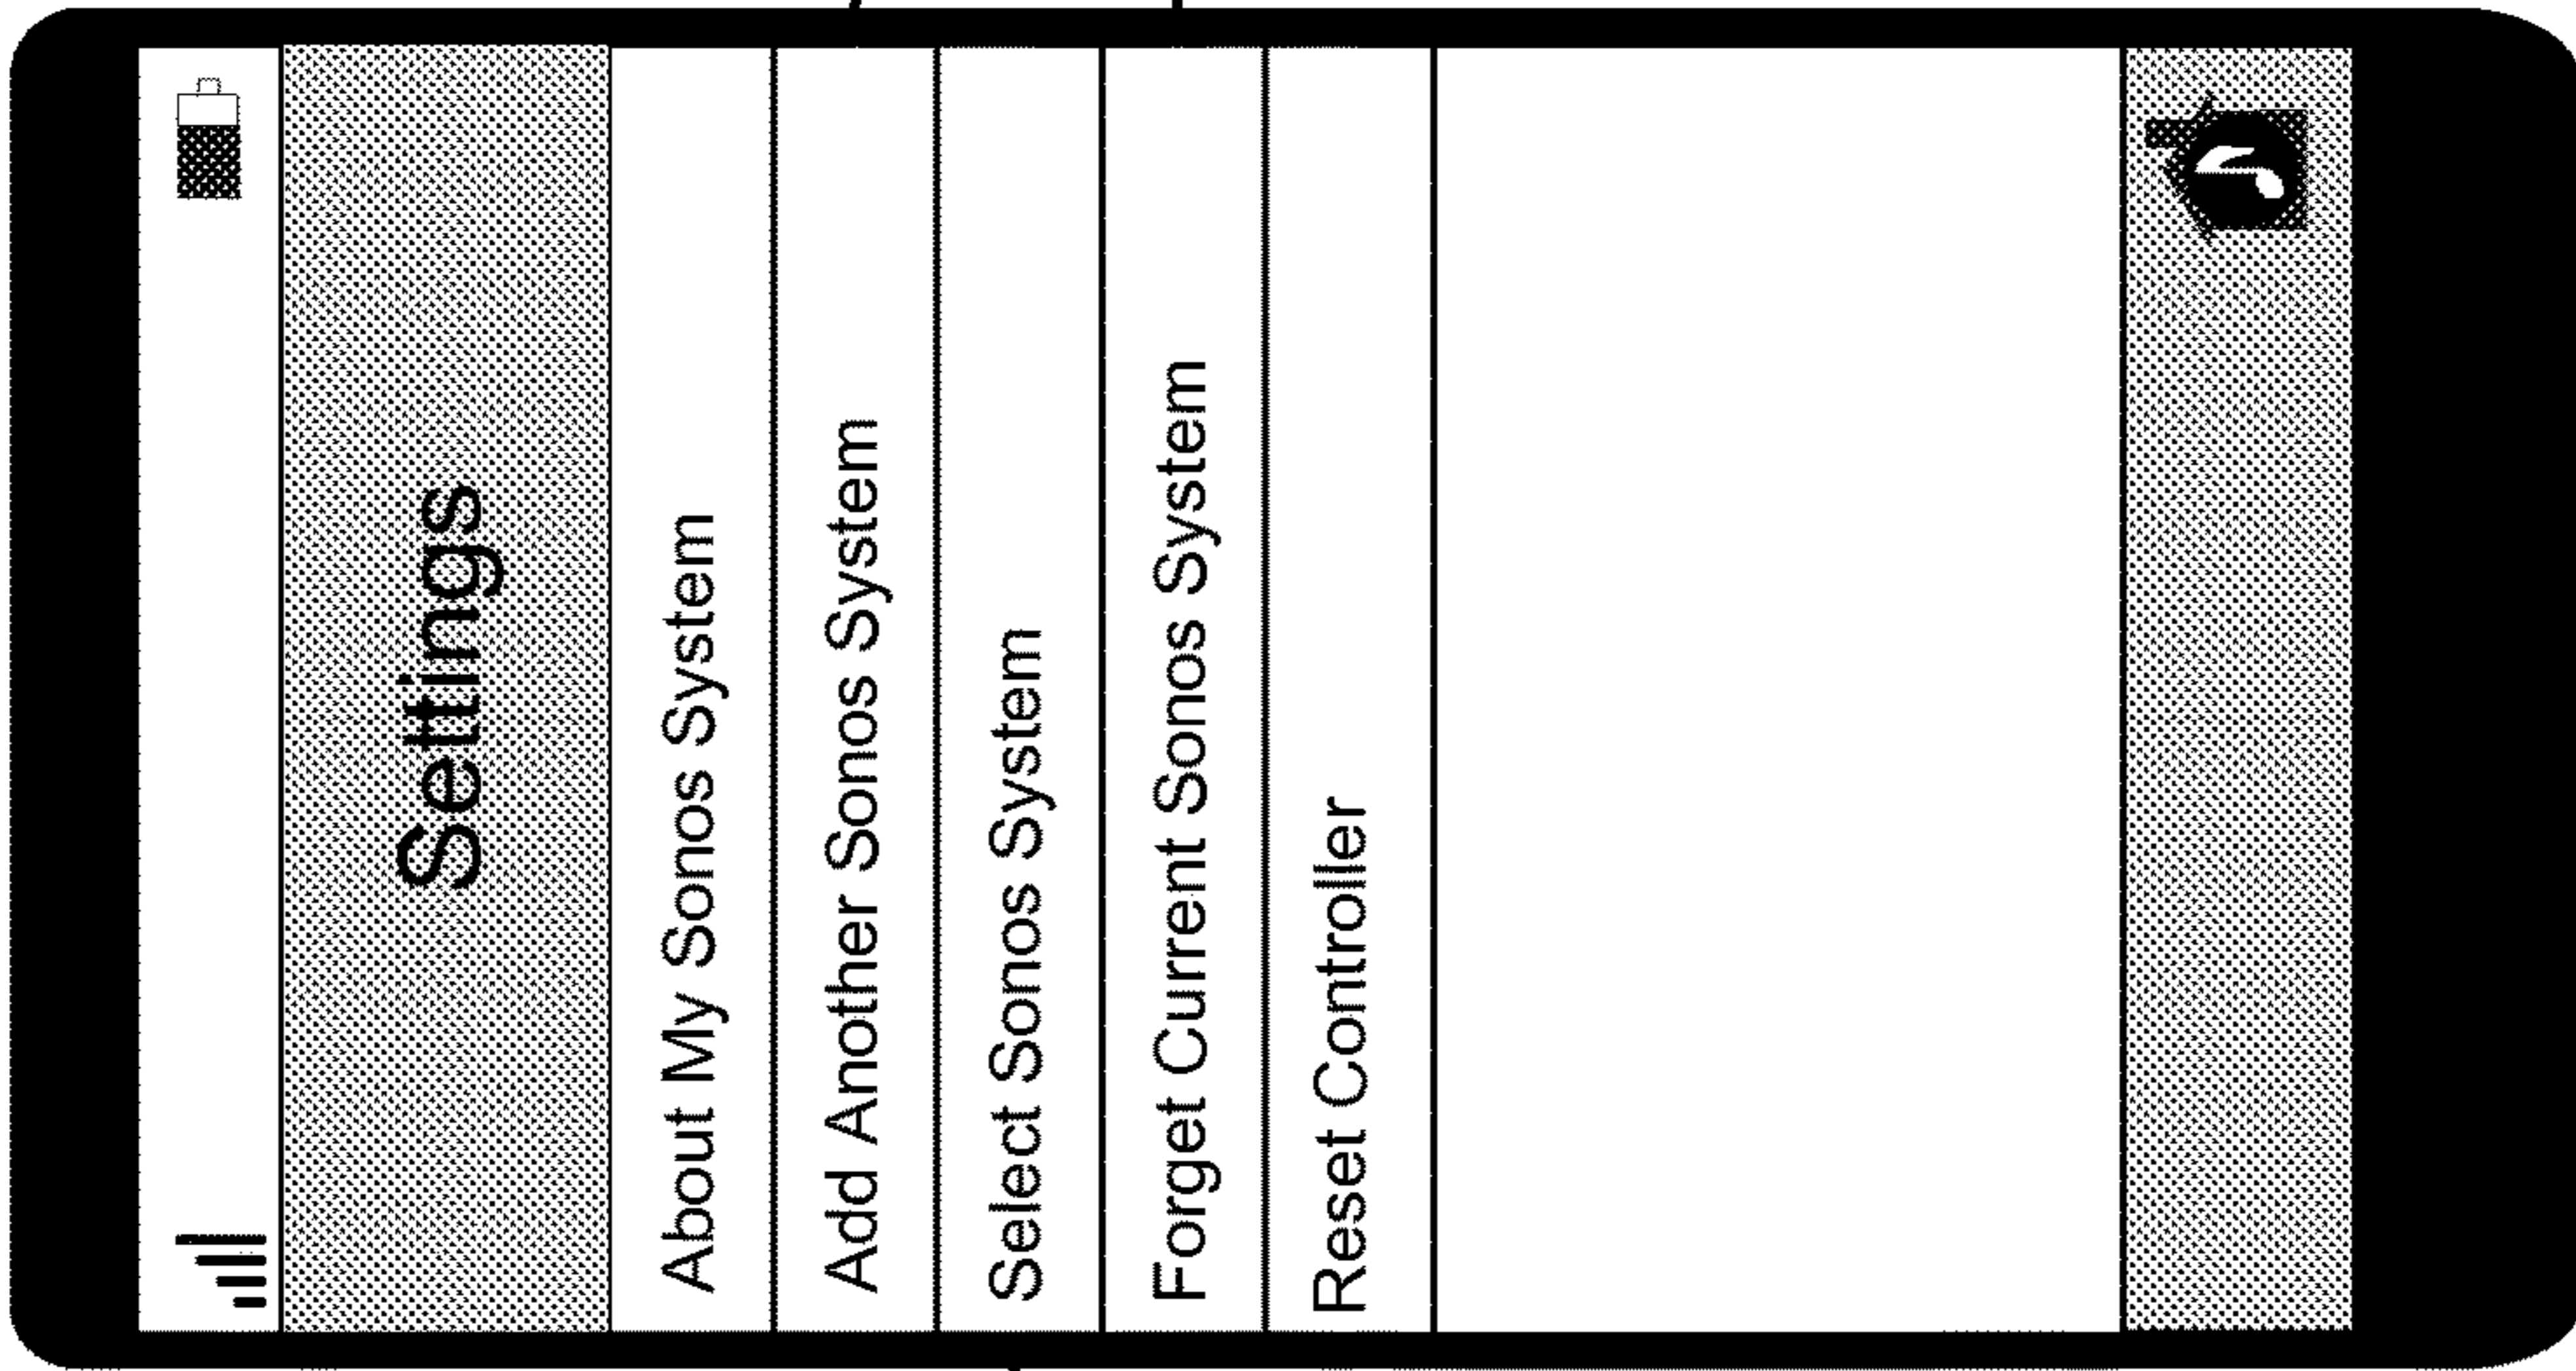 Settings
About My Sonos System
Add Another Sonos System
Select Sonos System
Forget Current Sonos System
Reset Controller